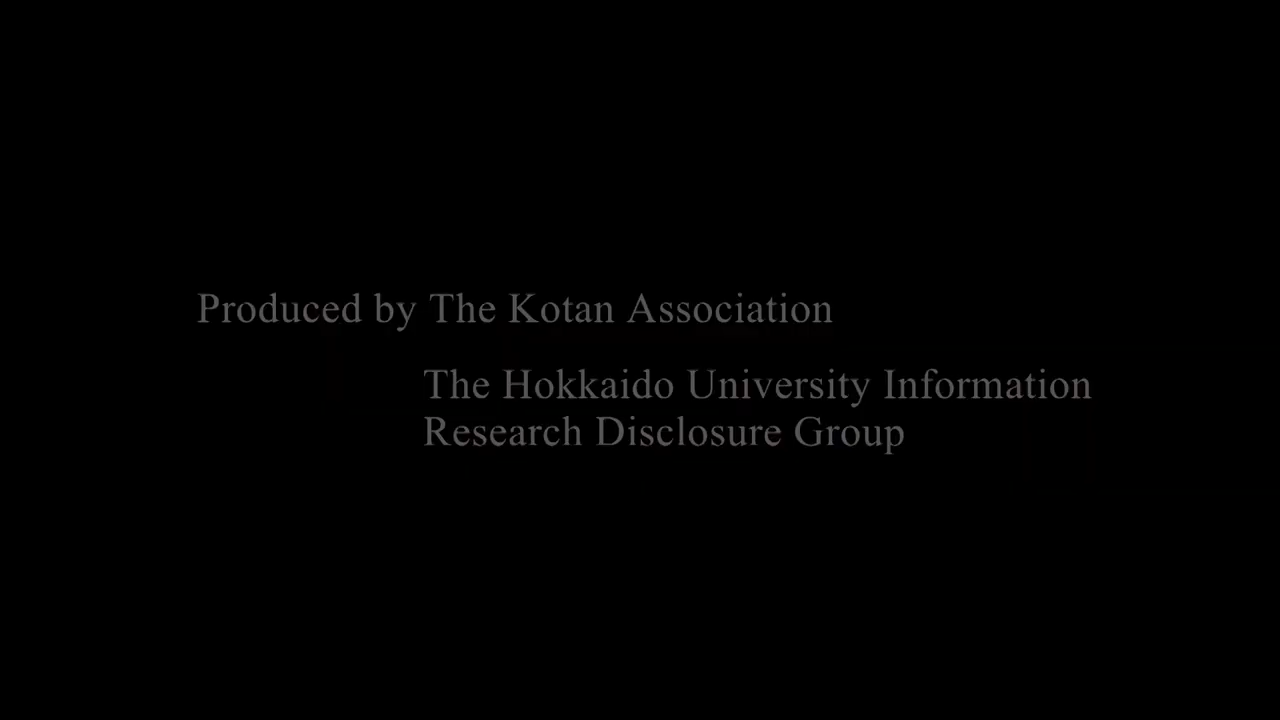 Produced by The Kotan Association
The Hokkaido University Information
Research Disclosure Group